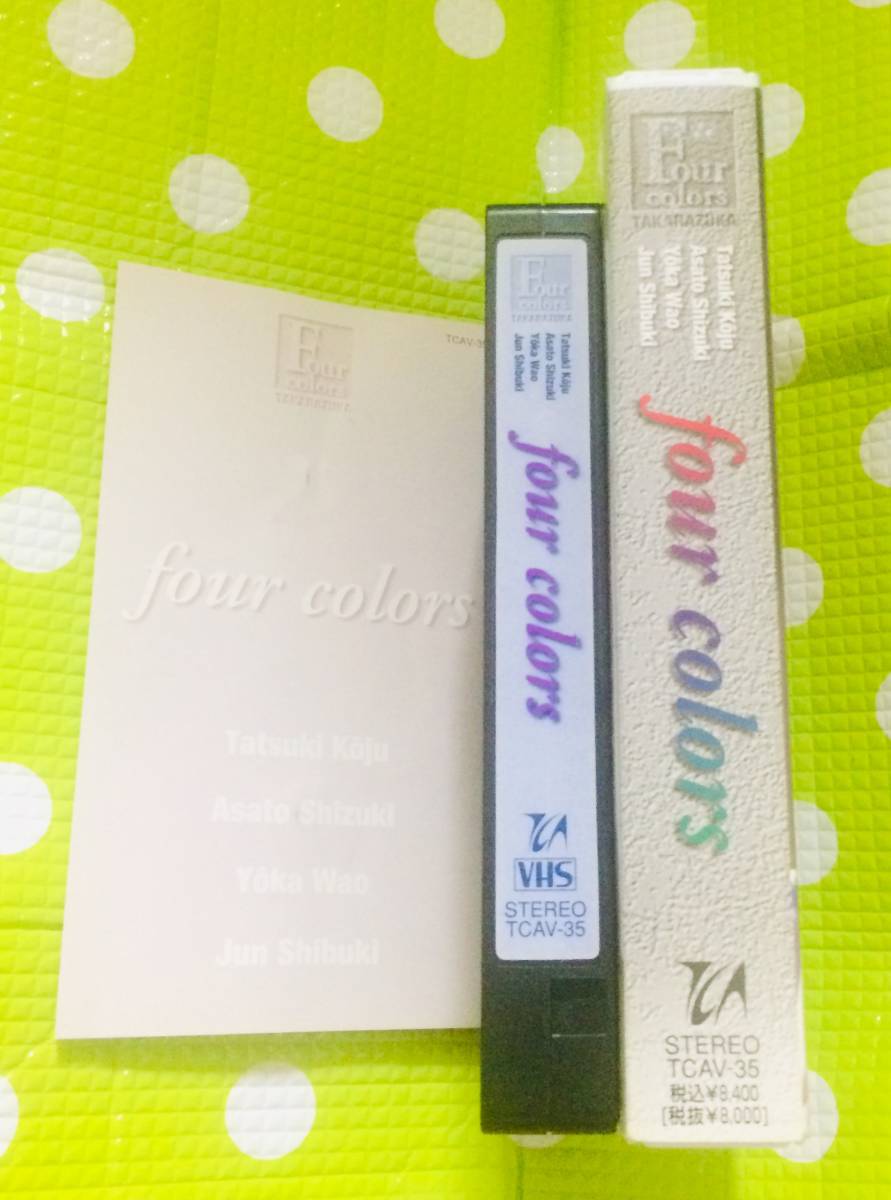 Four
colors
TAKARAZUKA
TCAV-35
four colors
Tatsuki Kōju
Asato Shizuki
Yōka Wao
Jun Shibuki
Four
colors
TAKARAZUKA
Tatsuki Kōju
Asato Shizuki
Yōka Wao
Jun Shibuki
four colors
TCA
VHS
STEREO
TCAV-35
Four
colors
TAKARAZUKA
Tatsuki Kōju
Asato Shizuki
Yōka Wao
Jun Shibuki
four colors
TCA
STEREO
TCAV-35
税込¥8,400
[税抜¥8,000]